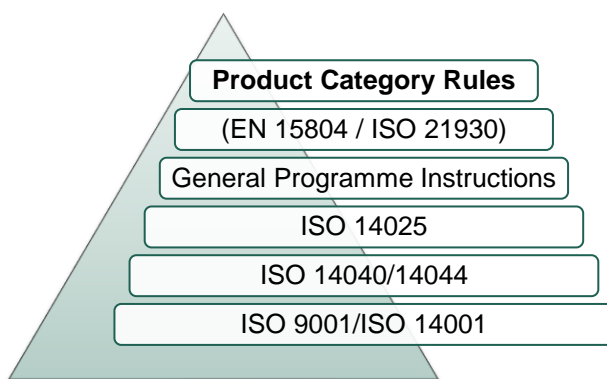 Product Category Rules
(EN 15804 / ISO 21930)
General Programme Instructions
ISO 14025
ISO 14040/14044
ISO 9001/ISO 14001